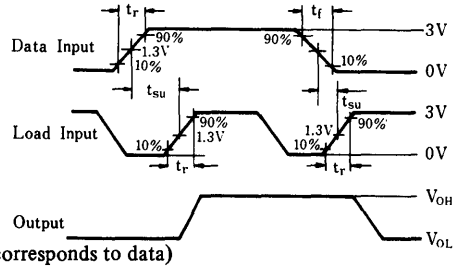 tr
tf
3V
Data Input
90%
90%
1.3V
10%
10%
0V
tsu
tsu
3V
Load Input
90%
1.3V
1.3V
90%
10%
10%
0V
tr
tr
VOH
Output
VOL
corresponds to data)